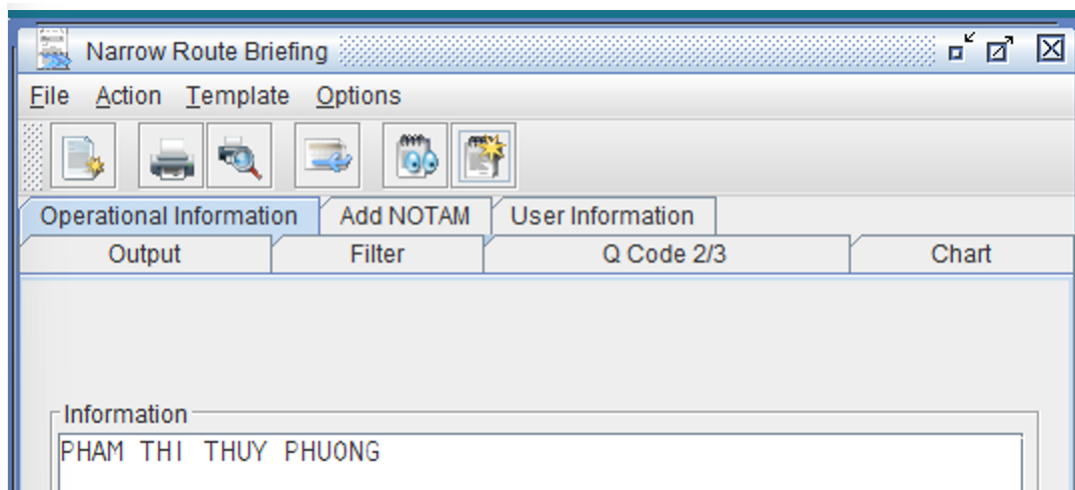 Narrow Route Briefing
File Action Template Options
Operational Information Add NOTAM User Information
Output Filter Q Code 2/3 Chart
Information
PHAM THI THUY PHUONG